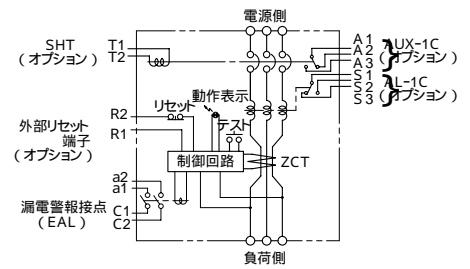 電源側
SHT
(オプション)
T1
T2
A1
A2
A3
AUX-1C
(オプション)
S1
S2
S3
AL-1C
(オプション)
動作表示
リセット
テスト
R2
R1
外部リセット
端子
(オプション)
制御回路
ZCT
a2
a1
C1
C2
漏電警報接点
(EAL)
負荷側